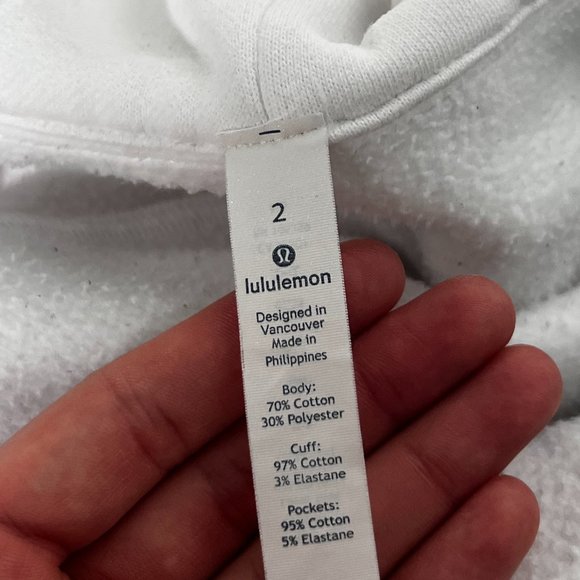 2
lululemon
Designed in
Vancouver
Made in
Philippines
Body:
70% Cotton
30% Polyester
Cuff:
97% Cotton
3% Elastane
Pockets:
95% Cotton
5% Elastane